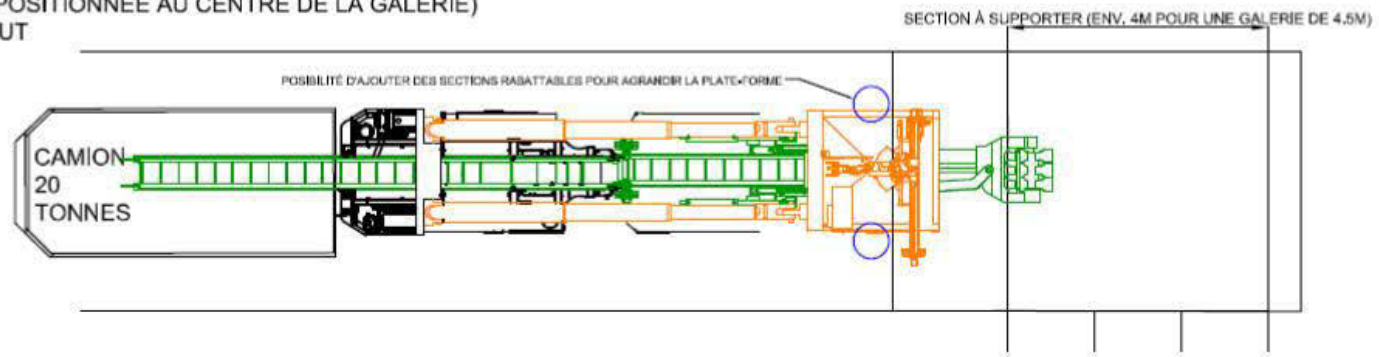 POSITIONNÉE AU CENTRE DE LA GALERIE)
UT
SECTION À SUPPORTER (ENV. 4M POUR UNE GALERIE DE 4.5M)
POSIBILITÉ D'AJOUTER DES SECTIONS RABATTABLES POUR AGRANDIR LA PLATE-FORME
CAMION
20
TONNES